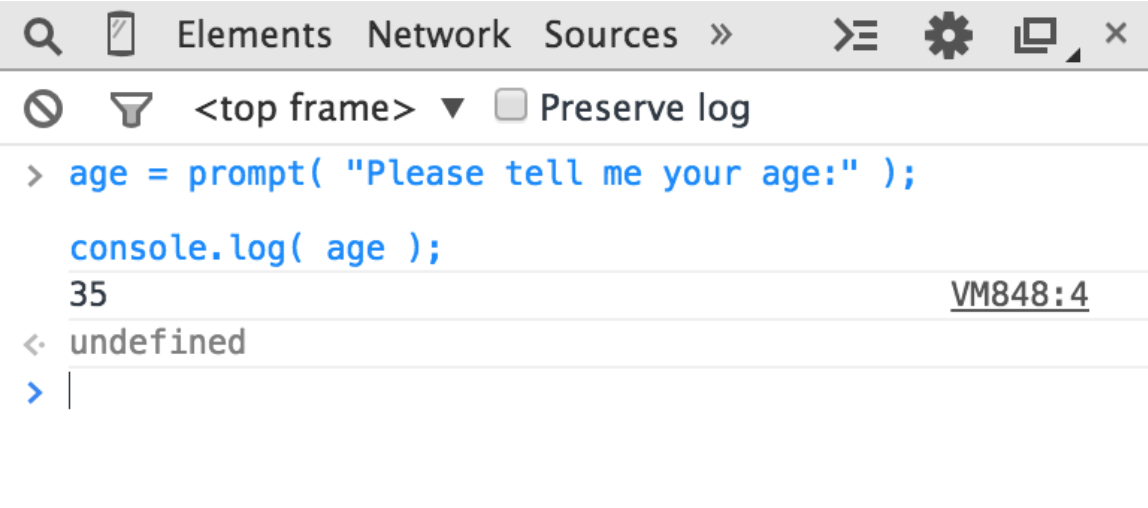 Elements Network Sources »
<top frame> ▼ Preserve log
> age = prompt( "Please tell me your age:" );
console.log( age );
35 VM848:4
undefined
>